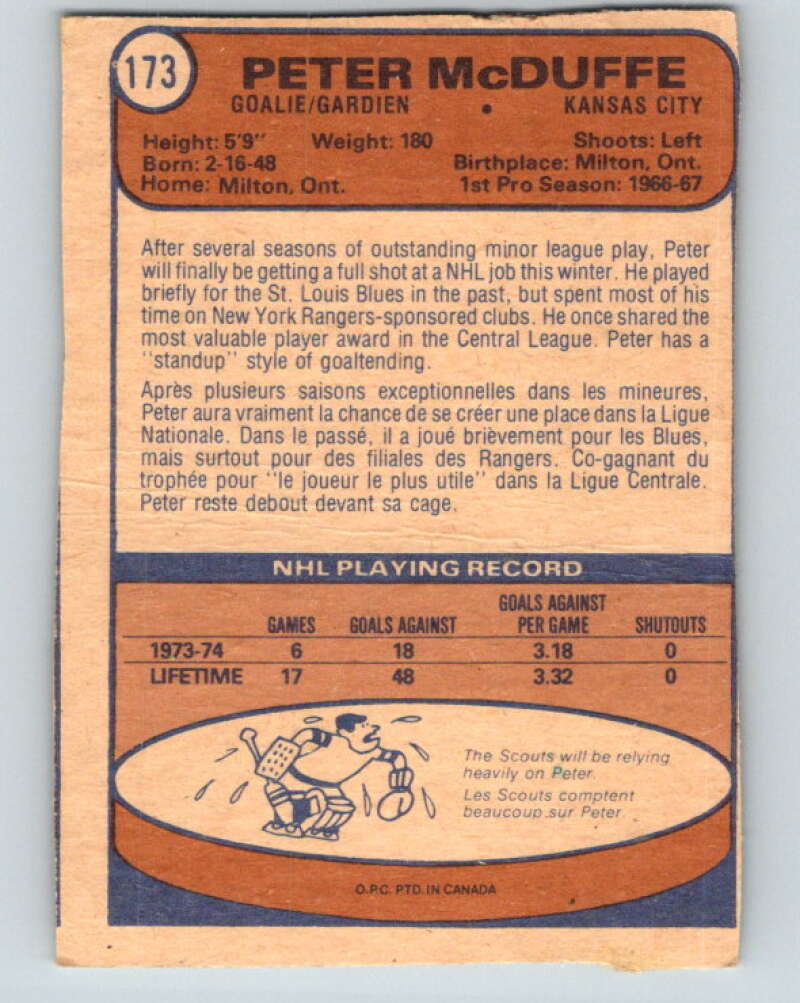 173
PETER McDUFFE
GOALIE/GARDIEN • KANSAS CITY
Height: 5'9" Weight: 180 Shoots: Left
Born: 2-16-48 Birthplace: Milton, Ont.
Home: Milton, Ont. 1st Pro Season: 1966-67
After several seasons of outstanding minor league play, Peter
will finally be getting a full shot at a NHL job this winter. He played
briefly for the St. Louis Blues in the past, but spent most of his
time on New York Rangers-sponsored clubs. He once shared the
most valuable player award in the Central League. Peter has a
"standup" style of goaltending.
Après plusieurs saisons exceptionnelles dans les mineures,
Peter aura vraiment la chance de se créer une place dans la Ligue
Nationale. Dans le passé, il a joué brièvement pour les Blues,
mais surtout pour des filiales des Rangers. Co-gagnant du
trophée pour "le joueur le plus utile" dans la Ligue Centrale.
Peter reste debout devant sa cage.
NHL PLAYING RECORD
GAMES GOALS AGAINST GOALS AGAINST PER GAME SHUTOUTS
1973-74 6 18 3.18 0
LIFETIME 17 48 3.32 0
The Scouts will be relying
heavily on Peter.
Les Scouts comptent
beaucoup sur Peter.
O.P.C. PTD. IN CANADA